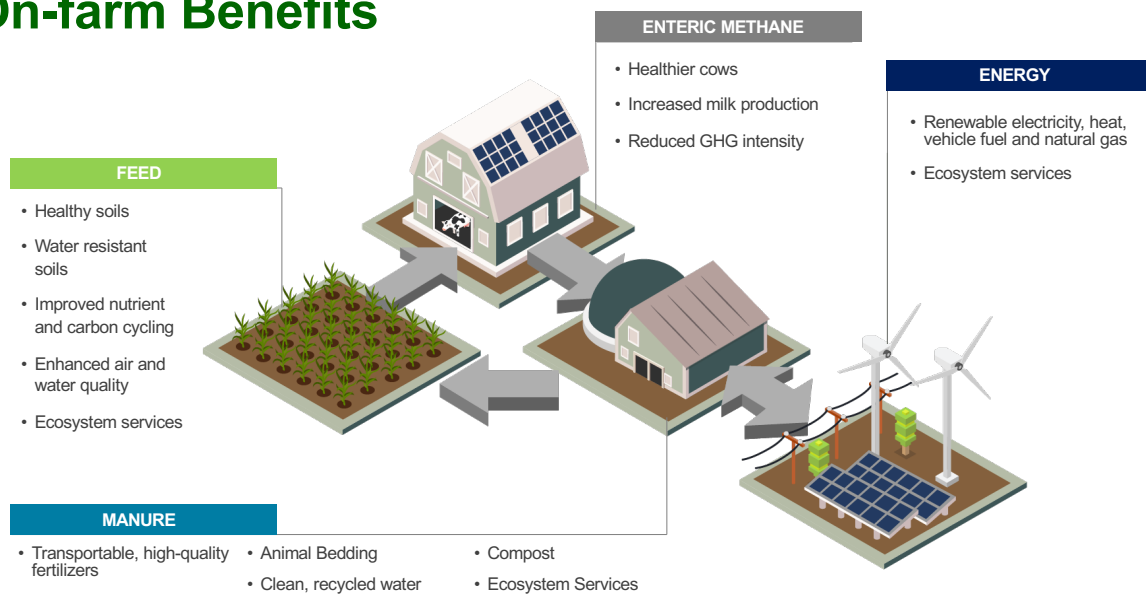 On-farm Benefits
ENTERIC METHANE
• Healthier cows
• Increased milk production
• Reduced GHG intensity
ENERGY
• Renewable electricity, heat,
vehicle fuel and natural gas
• Ecosystem services
FEED
• Healthy soils
• Water resistant
soils
• Improved nutrient
and carbon cycling
• Enhanced air and
water quality
• Ecosystem services
MANURE
• Transportable, high-quality
fertilizers
• Animal Bedding
• Clean, recycled water
• Compost
• Ecosystem Services